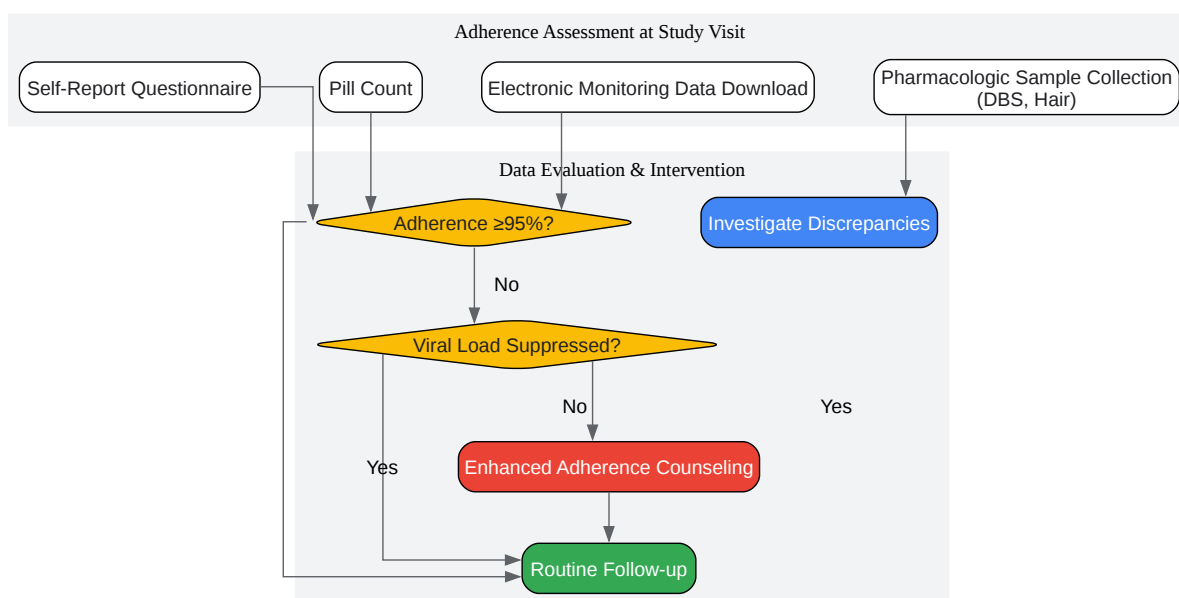 Adherence Assessment at Study Visit
Self-Report Questionnaire
Pill Count
Electronic Monitoring Data Download
Pharmacologic Sample Collection
(DBS, Hair)
Data Evaluation & Intervention
Adherence ≥95%?
Investigate Discrepancies
No
Viral Load Suppressed?
No
Yes
Yes
Enhanced Adherence Counseling
Routine Follow-up